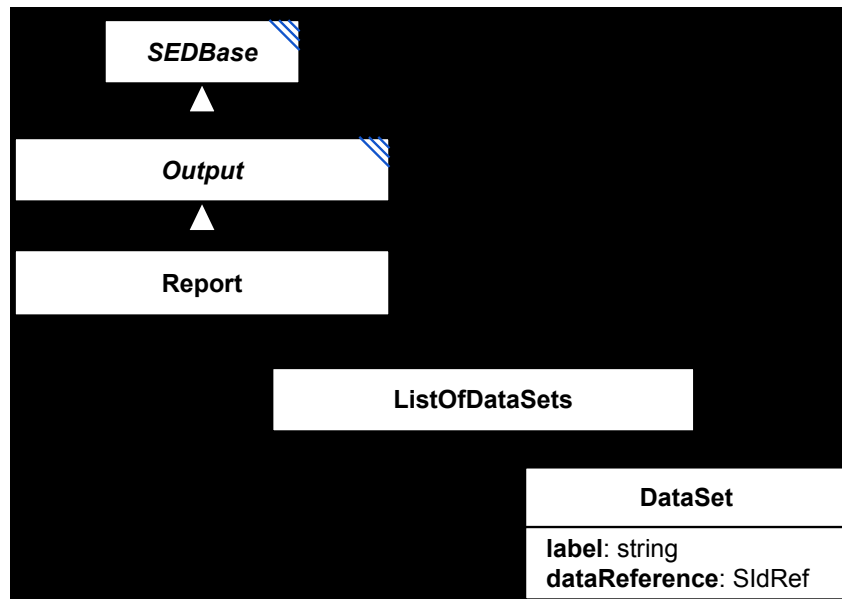 SEDBase
Output
Report
ListOfDataSets
DataSet
label: string
dataReference: SIdRef